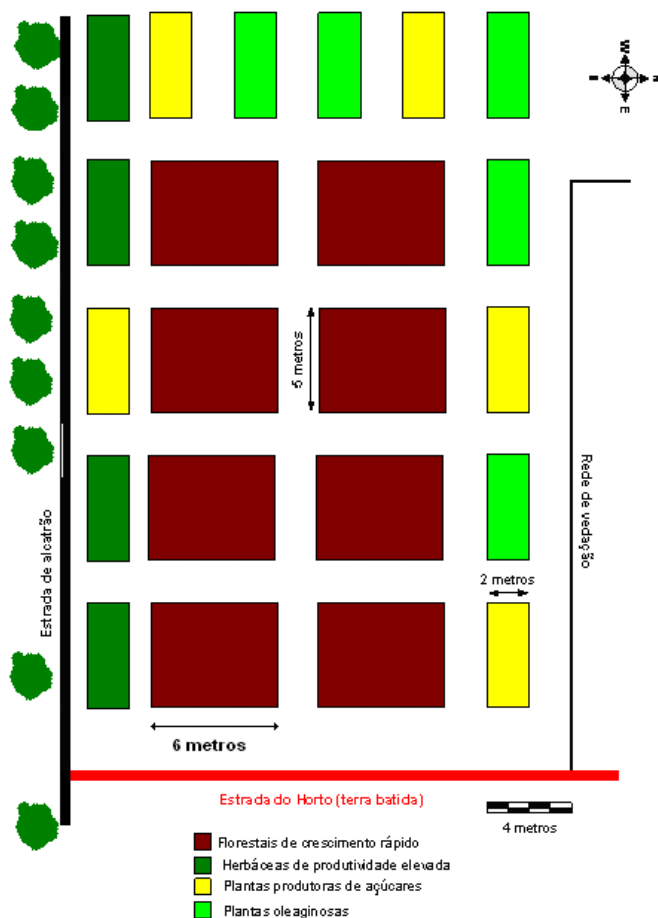 W
E
5 metros
Estrada de alcatrão
Rede de vedação
2 metros
6 metros
Estrada do Horto (terra batida)
4 metros
Florestais de crescimento rápido
Herbáceas de produtividade elevada
Plantas produtoras de açúcares
Plantas oleaginosas